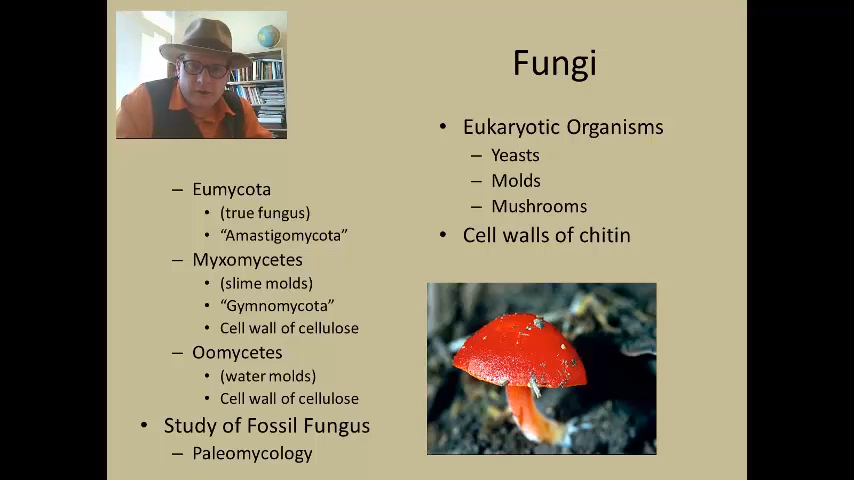 Fungi
• Eukaryotic Organisms
– Yeasts
– Molds
– Mushrooms
• Cell walls of chitin
– Eumycota
• (true fungus)
• “Amastigomycota”
– Myxomycetes
• (slime molds)
• “Gymnomycota”
• Cell wall of cellulose
– Oomycetes
• (water molds)
• Cell wall of cellulose
• Study of Fossil Fungus
– Paleomycology